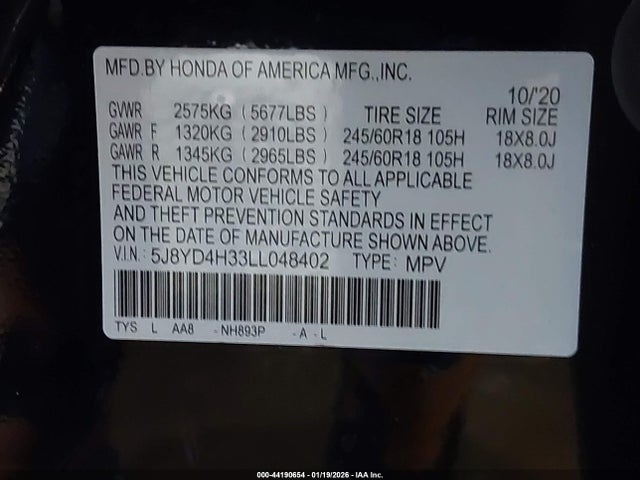 MFD.BY HONDA OF AMERICA MFG.,INC.
10/'20
GVWR 2575KG ( 5677LBS ) TIRE SIZE RIM SIZE
GAWR F 1320KG ( 2910LBS ) 245/60R18 105H 18X8.0J
GAWR R 1345KG ( 2965LBS ) 245/60R18 105H 18X8.0J
THIS VEHICLE CONFORMS TO ALL APPLICABLE
FEDERAL MOTOR VEHICLE SAFETY
AND THEFT PREVENTION STANDARDS IN EFFECT
ON THE DATE OF MANUFACTURE SHOWN ABOVE.
V.I.N.: 5J8YD4H33LL048402 TYPE: MPV
TYS L AA8 - NH893P - A - L
000-44190654 - 01/19/2026 - IAA Inc.